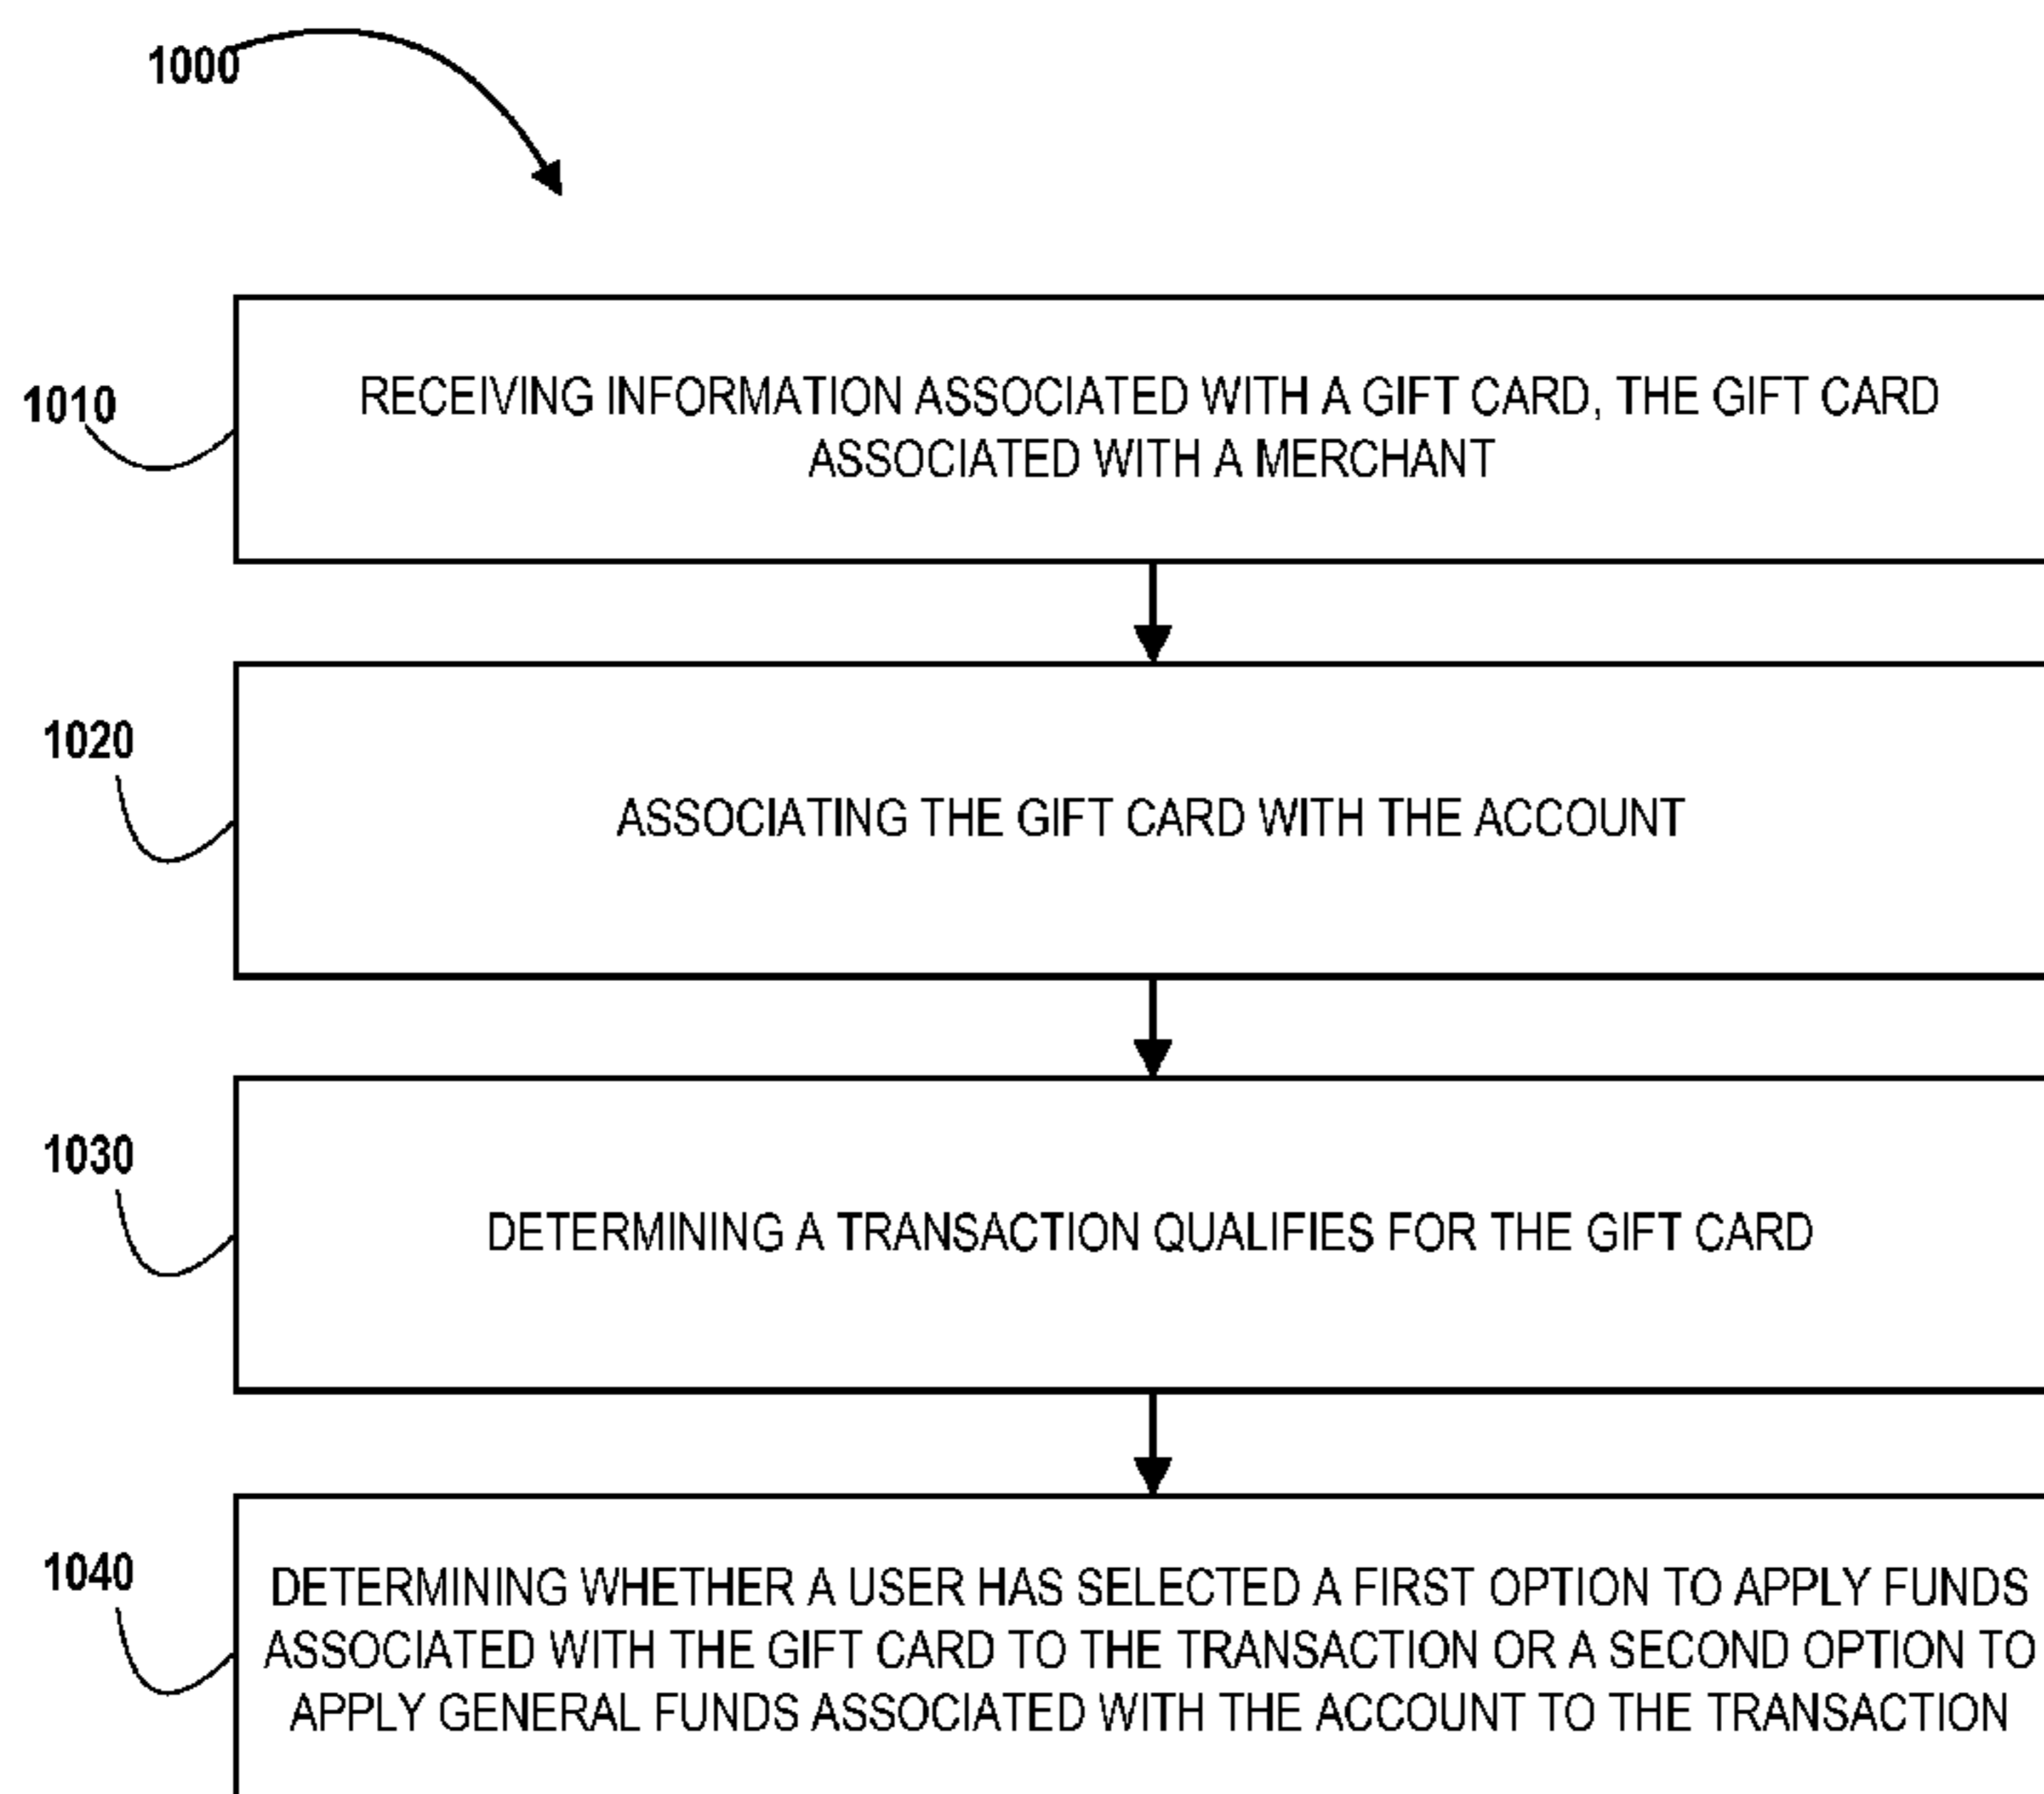 1000
1010
RECEIVING INFORMATION ASSOCIATED WITH A GIFT CARD, THE GIFT CARD
ASSOCIATED WITH A MERCHANT
1020
ASSOCIATING THE GIFT CARD WITH THE ACCOUNT
1030
DETERMINING A TRANSACTION QUALIFIES FOR THE GIFT CARD
1040
DETERMINING WHETHER A USER HAS SELECTED A FIRST OPTION TO APPLY FUNDS
ASSOCIATED WITH THE GIFT CARD TO THE TRANSACTION OR A SECOND OPTION TO
APPLY GENERAL FUNDS ASSOCIATED WITH THE ACCOUNT TO THE TRANSACTION